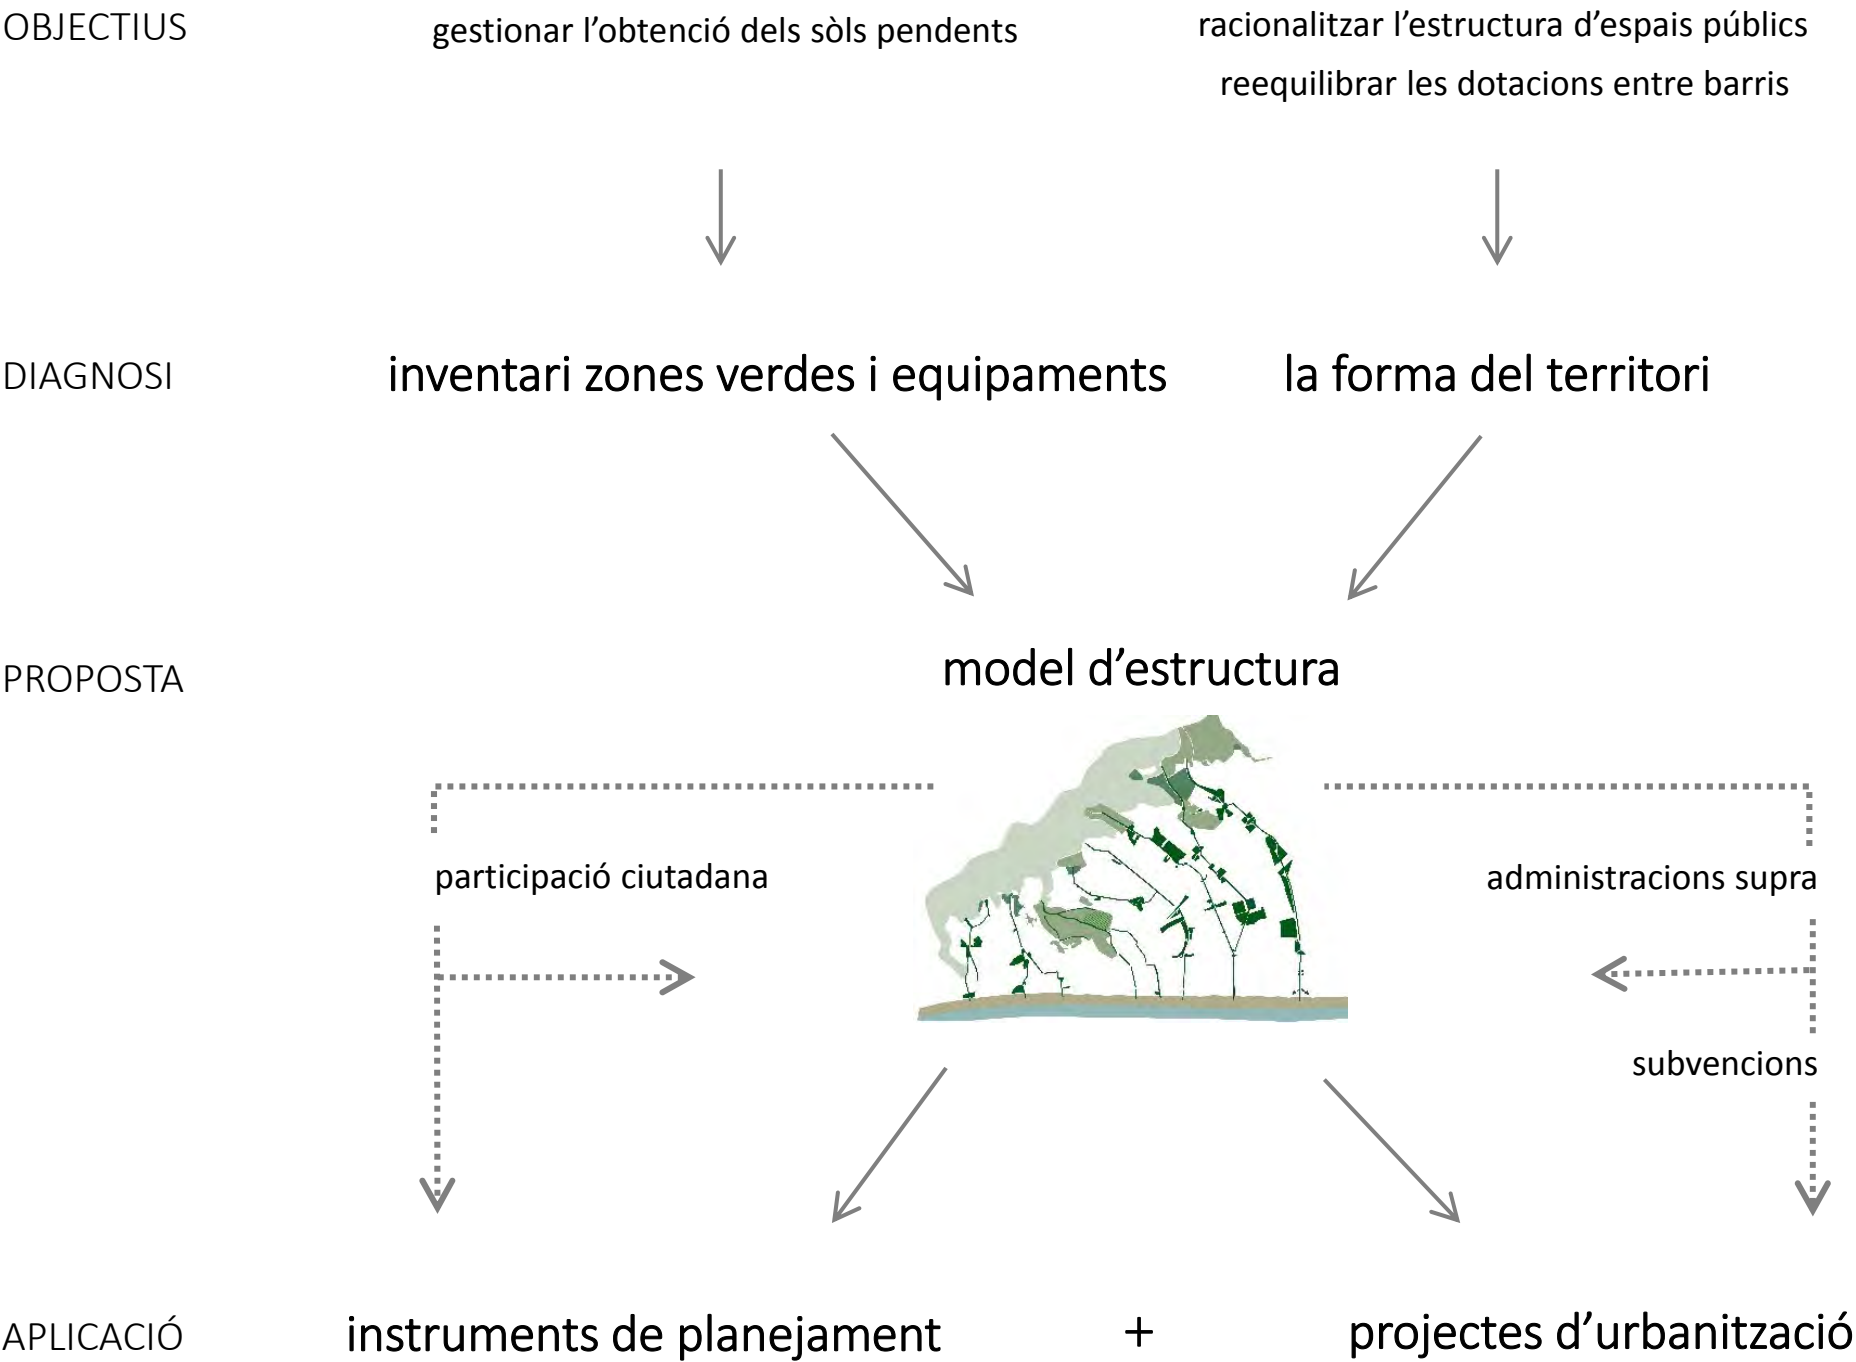 OBJECTIUS
gestionar l’obtenció dels sòls pendents
racionalitzar l’estructura d’espais públics
reequilibrar les dotacions entre barris
DIAGNOSI
inventari zones verdes i equipaments
la forma del territori
PROPOSTA
model d’estructura
participació ciutadana
administracions supra
subvencions
APLICACIÓ
instruments de planejament
+
projectes d’urbanització